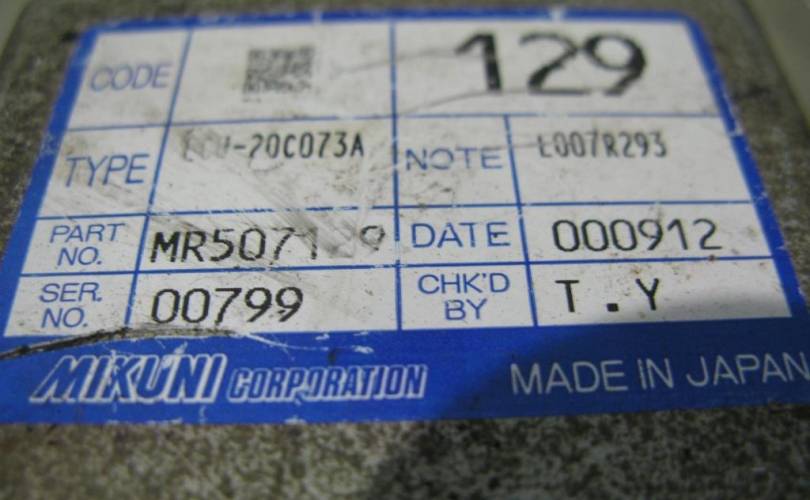 CODE 129
TYPE NOTE E007R293
PART NO. DATE 000912
SER. NO. 00799 CHK'D BY T.Y
MIKUNI CORPORATION MADE IN JAPAN